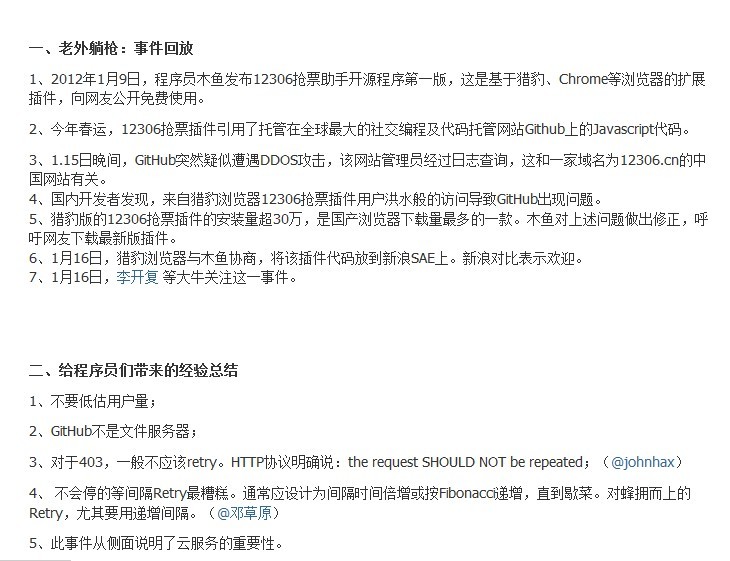 一、老外躺枪：事件回放
1、2012年1月9日，程序员木鱼发布12306抢票助手开源程序第一版，这是基于猎豹、Chrome等浏览器的扩展
插件，向网友公开免费使用。
2、今年春运，12306抢票插件引用了托管在全球最大的社交编程及代码托管网站Github上的Javascript代码。
3、1.15日晚间，GitHub突然疑似遭遇DDOS攻击，该网站管理员经过日志查询，这和一家域名为12306.cn的中
国网站有关。
4、国内开发者发现，来自猎豹浏览器12306抢票插件用户洪水般的访问导致GitHub出现问题。
5、猎豹版的12306抢票插件的安装量超30万，是国产浏览器下载量最多的一款。木鱼对上述问题做出修正，呼
吁网友下载最新版插件。
6、1月16日，猎豹浏览器与木鱼协商，将该插件代码放到新浪SAE上。新浪对比表示欢迎。
7、1月16日，李开复 等大牛关注这一事件。
二、给程序员们带来的经验总结
1、不要低估用户量；
2、GitHub不是文件服务器；
3、对于403，一般不应该retry。HTTP协议明确说：the request SHOULD NOT be repeated；（@johnhax）
4、 不会停的等间隔Retry最糟糕。通常应设计为间隔时间倍增或按Fibonacci递增，直到歇菜。对蜂拥而上的
Retry，尤其要用递增间隔。（@邓草原）
5、此事件从侧面说明了云服务的重要性。